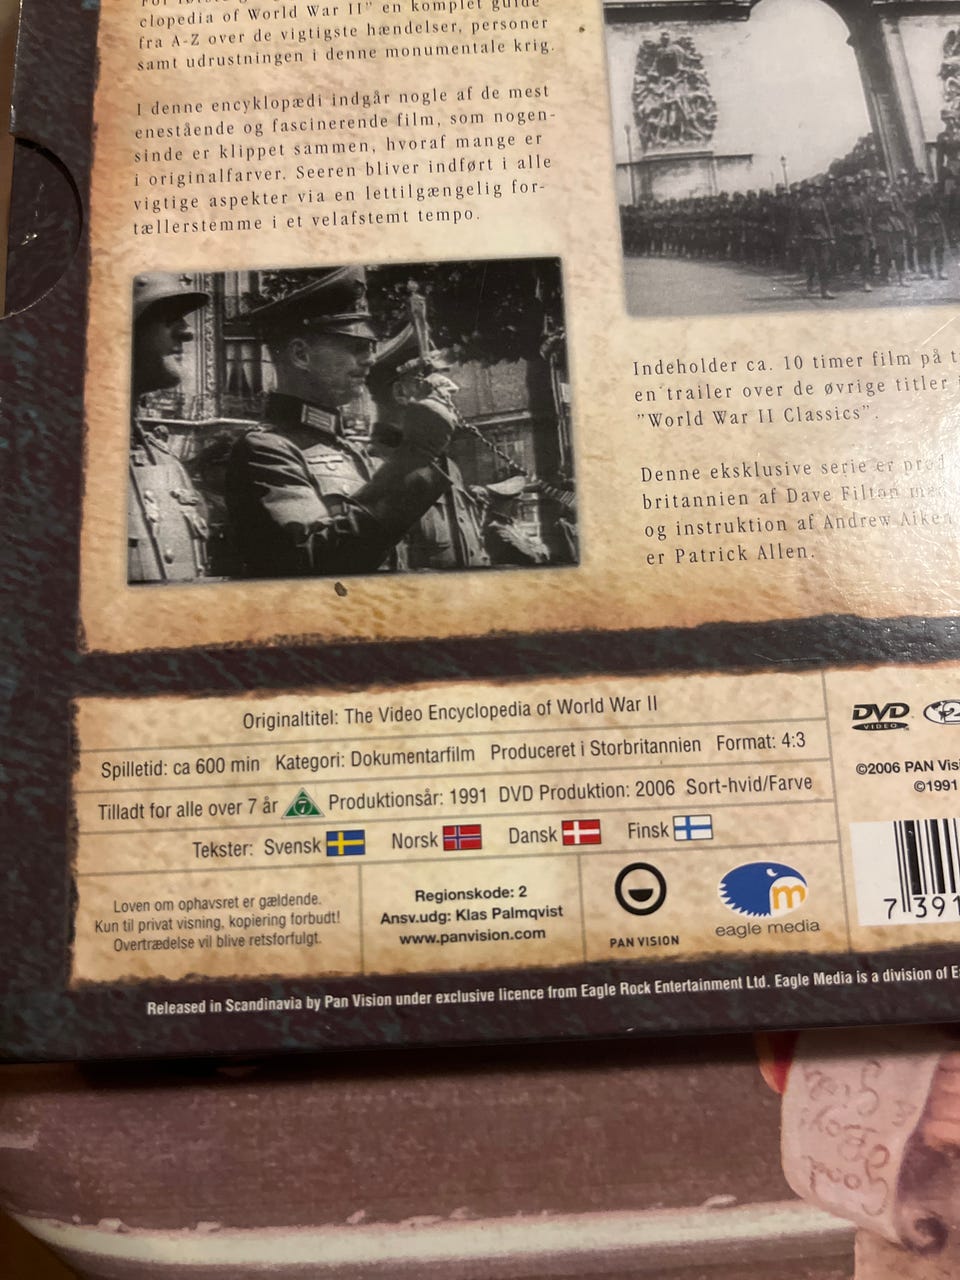 clopedia of World War II" en komplet guide
fra A-Z over de vigtigste hændelser, personer
samt udrustningen i denne monumentale krig.
I denne encyklopædi indgår nogle af de mest
enestående og fascinerende film, som nogen-
sinde er klippet sammen, hvoraf mange er
i originalfarver. Seeren bliver indført i alle
vigtige aspekter via en lettilgængelig for-
tællerstemme i et velafstemt tempo.
Indeholder ca. 10 timer film på
en trailer over de øvrige titler
"World War II Classics".
Denne eksklusive serie er
britannien af Dave Filton
og instruktion af Andrew
er Patrick Allen.
Originaltitel: The Video Encyclopedia of World War II
Spilletid: ca 600 min Kategori: Dokumentarfilm Produceret i Storbritannien Format: 4:3
Tilladt for alle over 7 år 7 Produktionsår: 1991 DVD Produktion: 2006 Sort-hvid/Farve
Tekster: Svensk Norsk Dansk Finsk
Loven om ophavsret er gældende.
Kun til privat visning, kopiering forbudt!
Overtrædelse vil blive retsforfulgt.
Regionskode: 2
Ansv.udg: Klas Palmqvist
www.panvision.com
PAN VISION
m
eagle media
DVD
VIDEO
2
©2006 PAN
©1991
7 391
Released in Scandinavia by Pan Vision under exclusive licence from Eagle Rock Entertainment Ltd. Eagle Media is a division of
Good
Boy
&